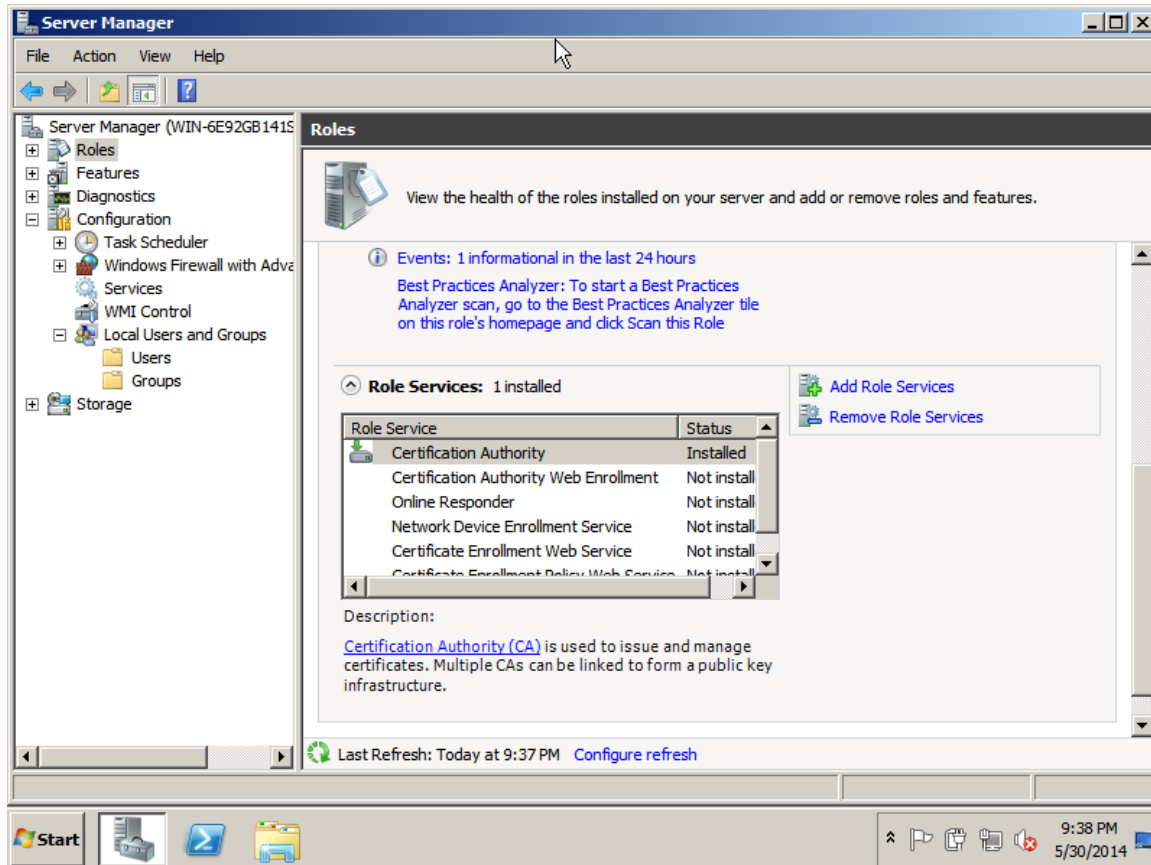 Server Manager
File Action View Help
Server Manager (WIN-6E92GB141S
Roles
Features
Diagnostics
Configuration
Task Scheduler
Windows Firewall with Adva
Services
WMI Control
Local Users and Groups
Users
Groups
Storage
Roles
View the health of the roles installed on your server and add or remove roles and features.
Events: 1 informational in the last 24 hours
Best Practices Analyzer: To start a Best Practices
Analyzer scan, go to the Best Practices Analyzer tile
on this role's homepage and click Scan this Role
Role Services: 1 installed
Add Role Services
Remove Role Services
Role Service Status
Certification Authority Installed
Certification Authority Web Enrollment Not install
Online Responder Not install
Network Device Enrollment Service Not install
Certificate Enrollment Web Service Not install
Certificate Enrollment Policy Web Service Not install
Description:
Certification Authority (CA) is used to issue and manage
certificates. Multiple CAs can be linked to form a public key
infrastructure.
Last Refresh: Today at 9:37 PM Configure refresh
Start
9:38 PM
5/30/2014